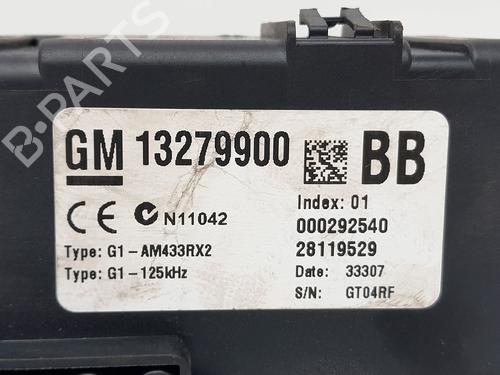 B-PARTS
GM 13279900 BB
Index: 01
CE N11042 000292540
Type: G1-AM433RX2 28119529
Type: G1-125kHz Date: 33307
S/N: GT04RF